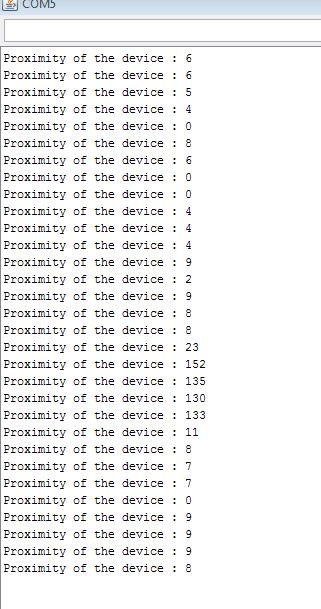 COM5
Proximity of the device : 6
Proximity of the device : 6
Proximity of the device : 5
Proximity of the device : 4
Proximity of the device : 0
Proximity of the device : 8
Proximity of the device : 6
Proximity of the device : 0
Proximity of the device : 0
Proximity of the device : 4
Proximity of the device : 4
Proximity of the device : 4
Proximity of the device : 9
Proximity of the device : 2
Proximity of the device : 9
Proximity of the device : 8
Proximity of the device : 8
Proximity of the device : 23
Proximity of the device : 152
Proximity of the device : 135
Proximity of the device : 130
Proximity of the device : 133
Proximity of the device : 11
Proximity of the device : 8
Proximity of the device : 7
Proximity of the device : 7
Proximity of the device : 0
Proximity of the device : 9
Proximity of the device : 9
Proximity of the device : 9
Proximity of the device : 8